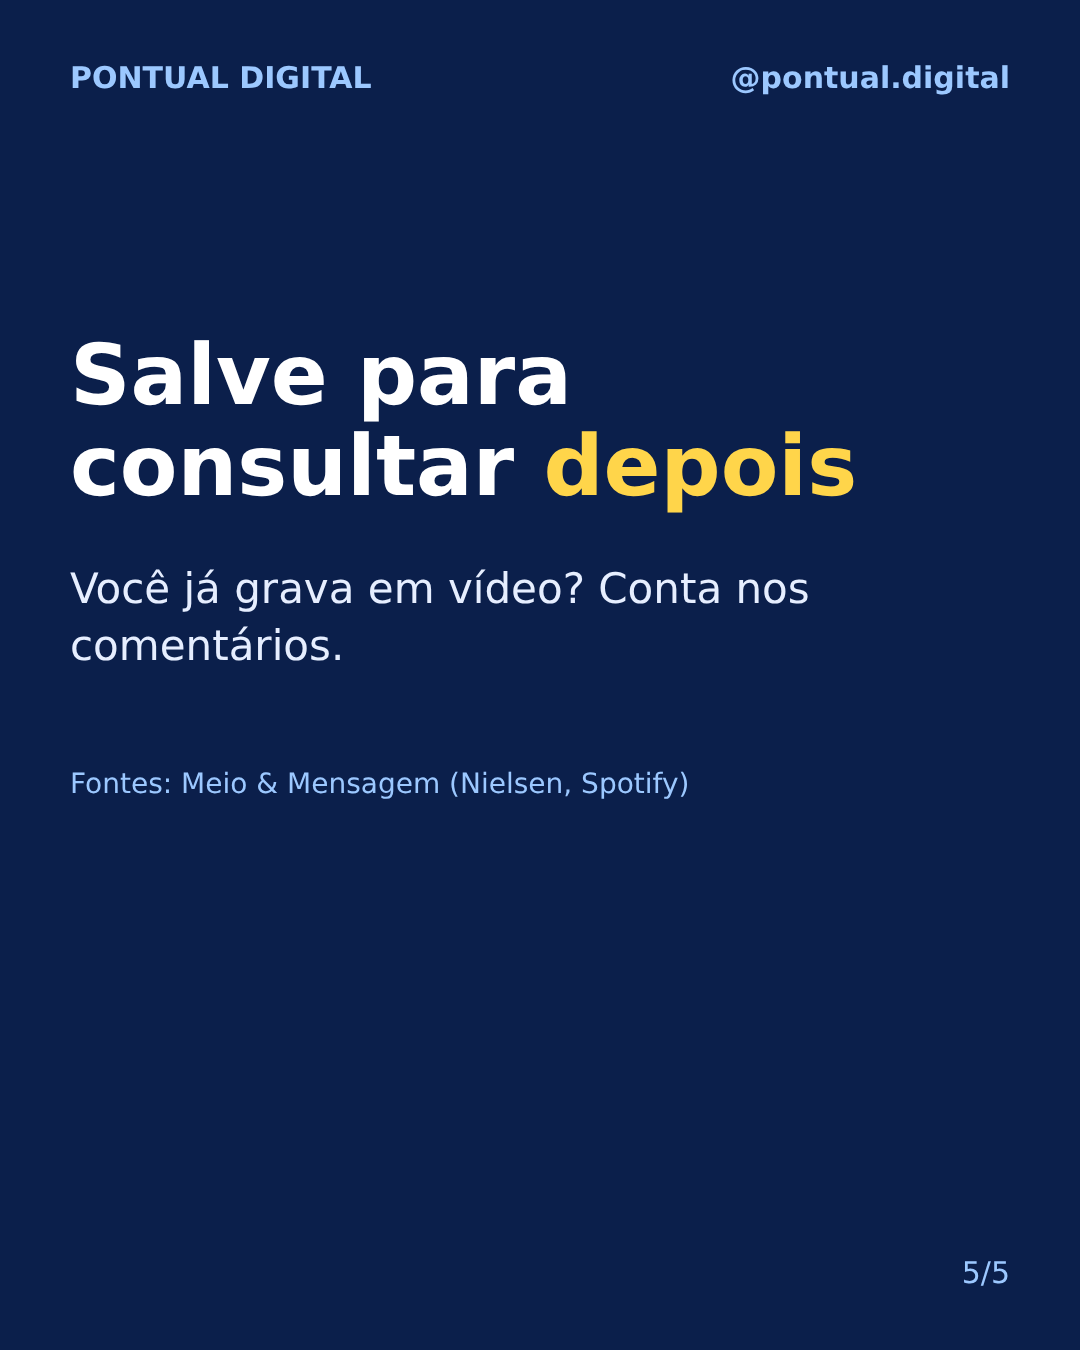 PONTUAL DIGITAL
@pontual.digital
Salve para
consultar depois
Você já grava em vídeo? Conta nos
comentários.
Fontes: Meio & Mensagem (Nielsen, Spotify)
5/5